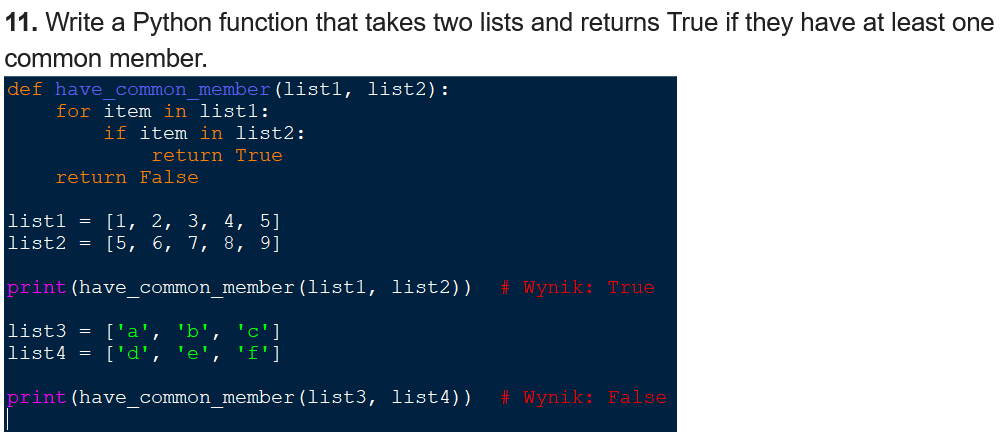 11. Write a Python function that takes two lists and returns True if they have at least one
common member.
def have_common_member(list1, list2):
    for item in list1:
        if item in list2:
            return True
    return False
list1 = [1, 2, 3, 4, 5]
list2 = [5, 6, 7, 8, 9]
print(have_common_member(list1, list2))  # Wynik: True
list3 = ['a', 'b', 'c']
list4 = ['d', 'e', 'f']
print(have_common_member(list3, list4))  # Wynik: False